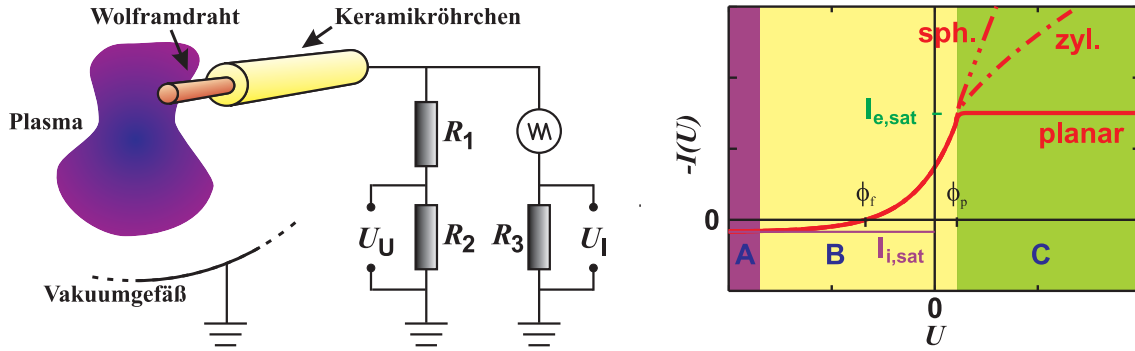 Wolframdraht
Keramikröhrchen
Plasma
R1
UU
R2
R3
UI
Vakuumgefäß
sph.
zyl.
Ie,sat
planar
-I(U)
ϕf
ϕp
0
A
B
Ii,sat
C
0
U